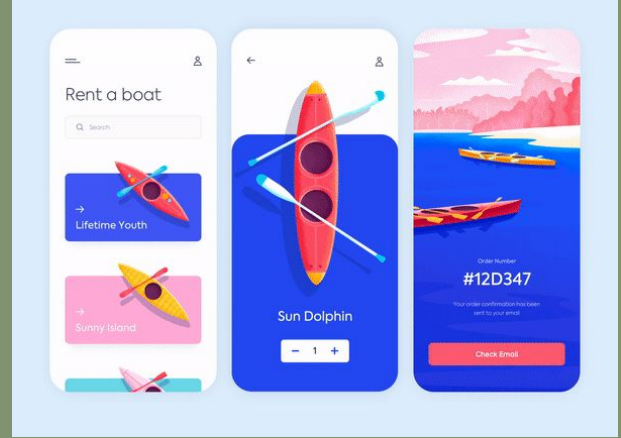 Rent a boat
Search
Lifetime Youth
Sunny Island
Sun Dolphin
1
Order Number
#12D347
Your order confirmation has been
sent to your email
Check Email